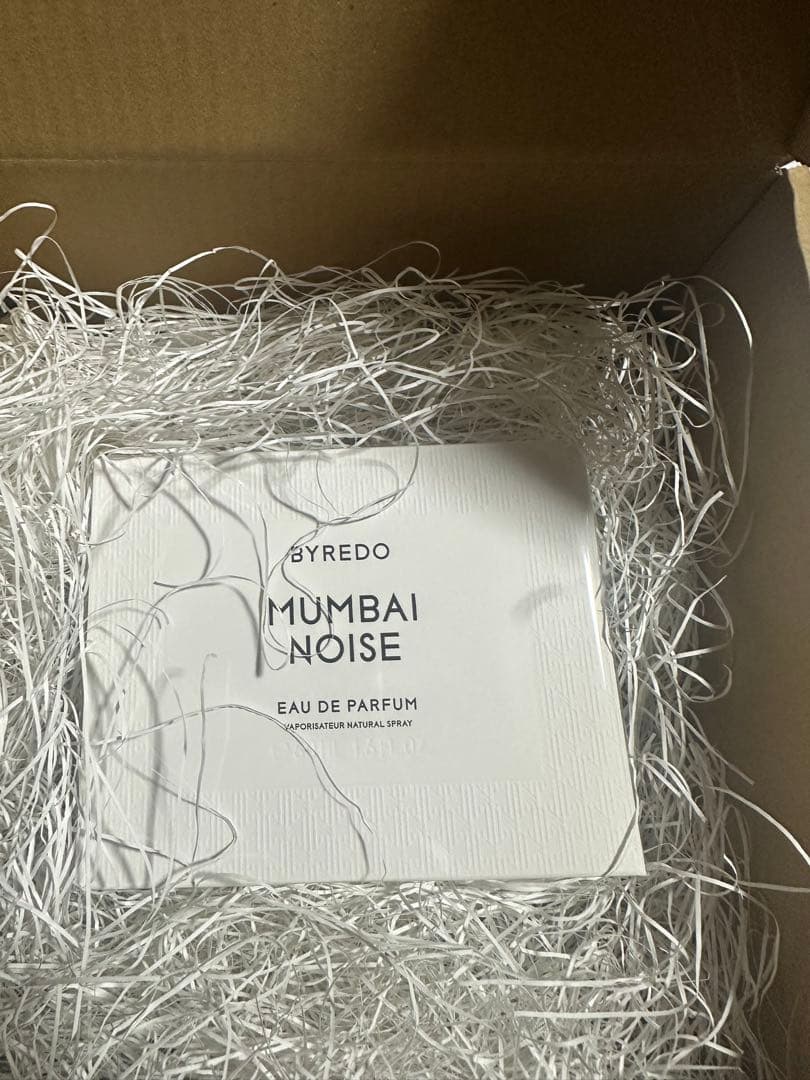 BYREDO
MUMBAI
NOISE
EAU DE PARFUM
VAPORISATEUR NATURAL SPRAY